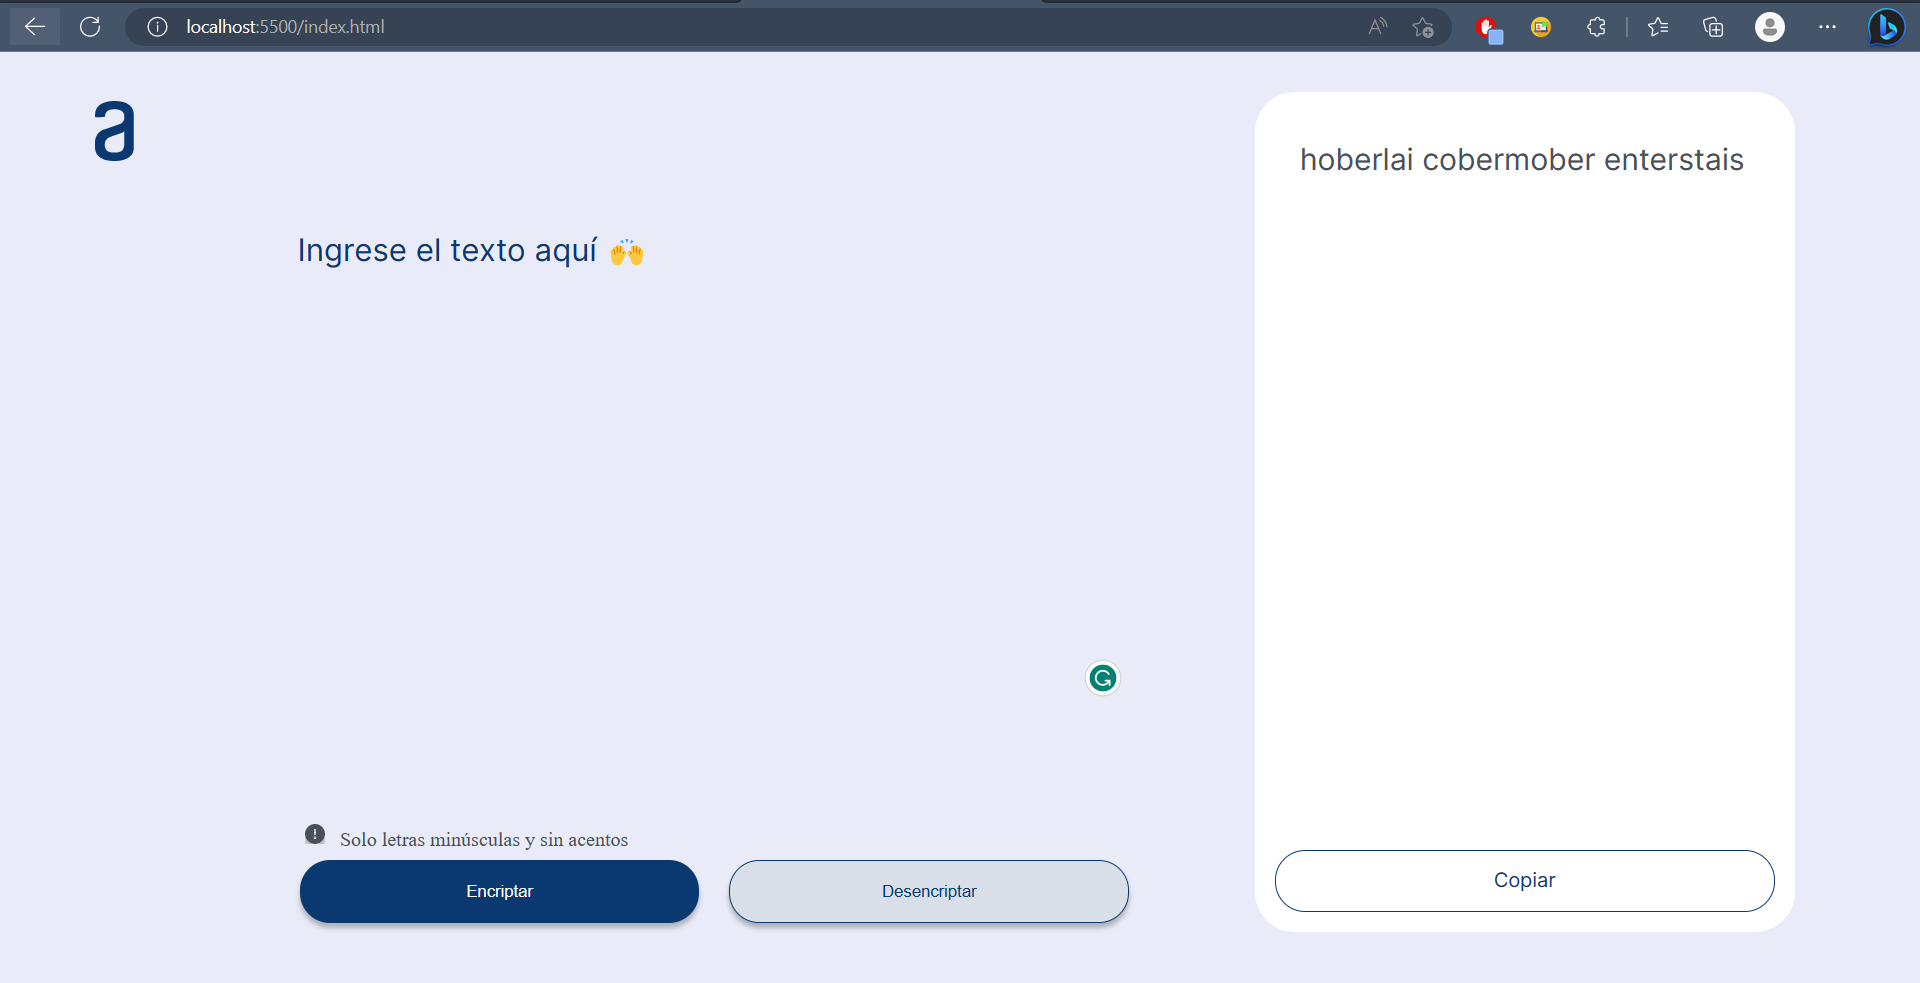 localhost:5500/index.html
a
hoberlai cobermober enterstais
Ingrese el texto aquí 🙌
Solo letras minúsculas y sin acentos
Encriptar
Desencriptar
Copiar